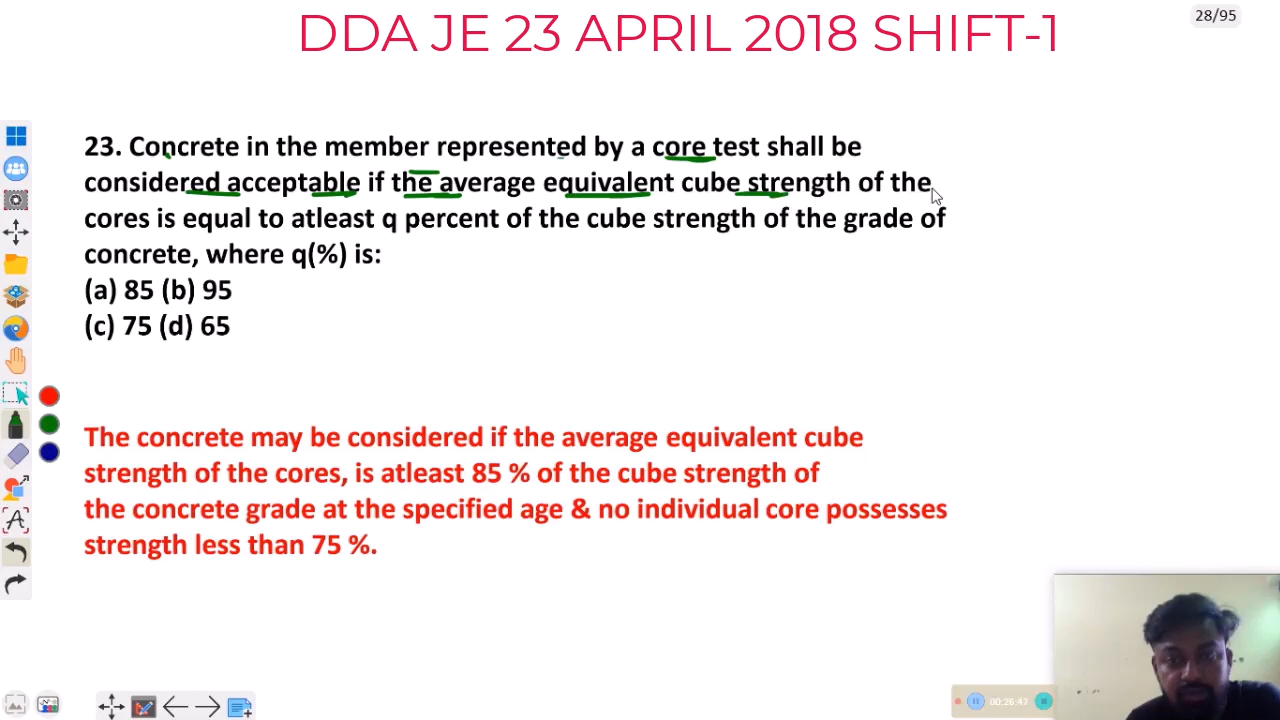 DDA JE 23 APRIL 2018 SHIFT-1
28/95
23. Concrete in the member represented by a core test shall be
considered acceptable if the average equivalent cube strength of the
cores is equal to atleast q percent of the cube strength of the grade of
concrete, where q(%) is:
(a) 85 (b) 95
(c) 75 (d) 65
The concrete may be considered if the average equivalent cube
strength of the cores, is atleast 85 % of the cube strength of
the concrete grade at the specified age & no individual core possesses
strength less than 75 %.
00:26:47